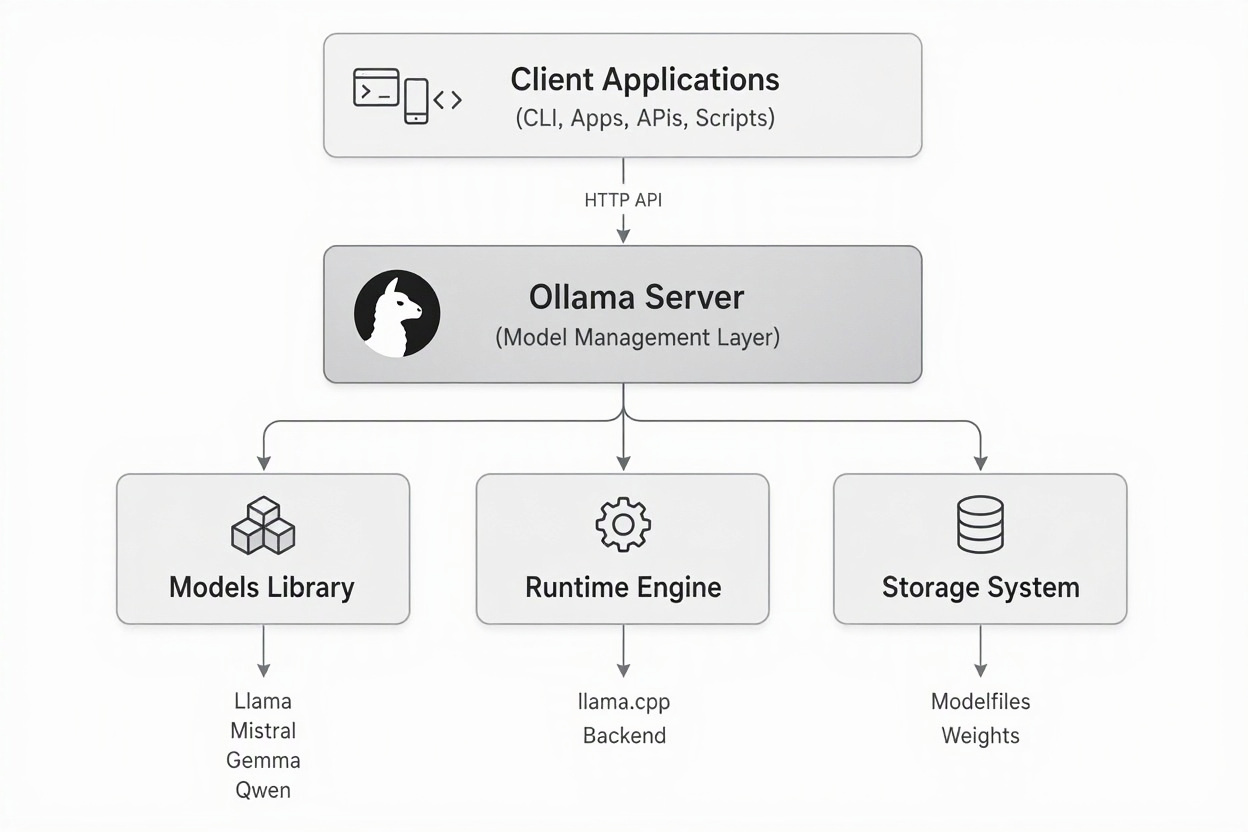 Client Applications
(CLI, Apps, APis, Scripts)
HTTP API
Ollama Server
(Model Management Layer)
Models Library
Runtime Engine
Storage System
Llama
Mistral
Gemma
Qwen
llama.cpp
Backend
Modelfiles
Weights